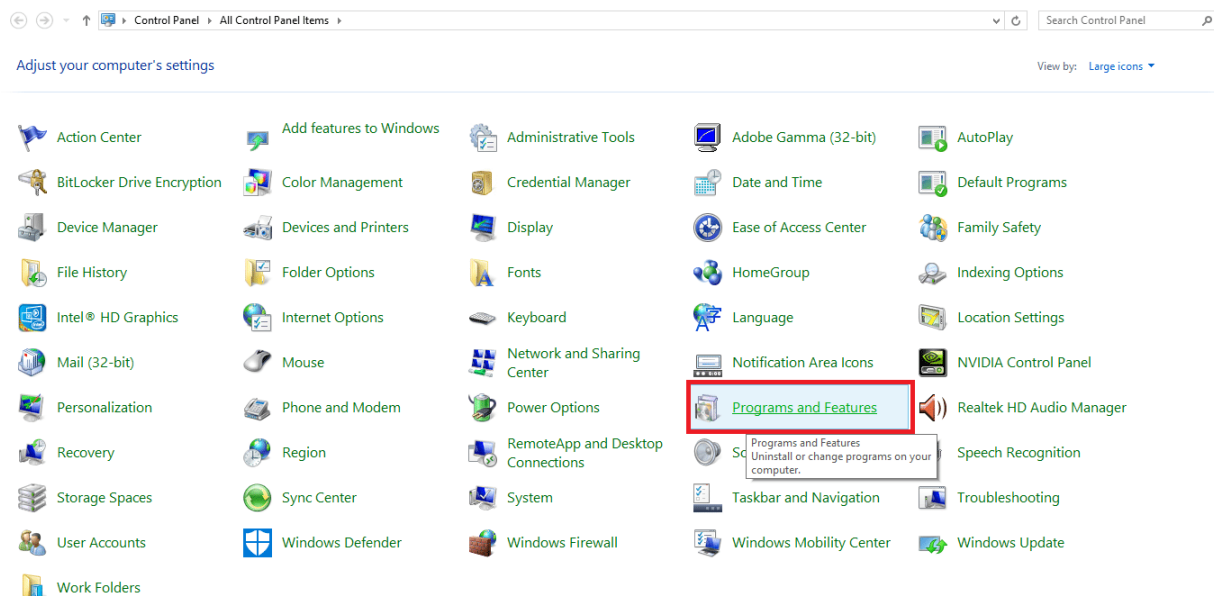 Control Panel All Control Panel Items
Search Control Panel
Adjust your computer's settings
View by: Large icons
Action Center
Add features to Windows
Administrative Tools
Adobe Gamma (32-bit)
AutoPlay
BitLocker Drive Encryption
Color Management
Credential Manager
Date and Time
Default Programs
Device Manager
Devices and Printers
Display
Ease of Access Center
Family Safety
File History
Folder Options
Fonts
HomeGroup
Indexing Options
Intel® HD Graphics
Internet Options
Keyboard
Language
Location Settings
Mail (32-bit)
Mouse
Network and Sharing
Center
Notification Area Icons
NVIDIA Control Panel
Personalization
Phone and Modem
Power Options
Programs and Features
Realtek HD Audio Manager
Recovery
Region
RemoteApp and Desktop
Connections
Programs and Features
Uninstall or change programs on your
computer.
Speech Recognition
Storage Spaces
Sync Center
System
Taskbar and Navigation
Troubleshooting
User Accounts
Windows Defender
Windows Firewall
Windows Mobility Center
Windows Update
Work Folders